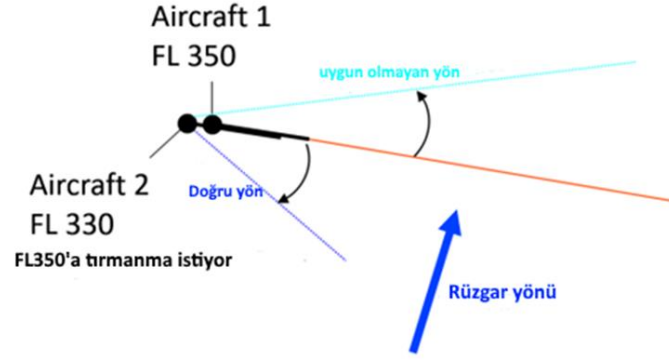 Aircraft 1
FL 350
uygun olmayan yön
Aircraft 2
FL 330
FL350'a tırmanma istiyor
Doğru yön
Rüzgar yönü